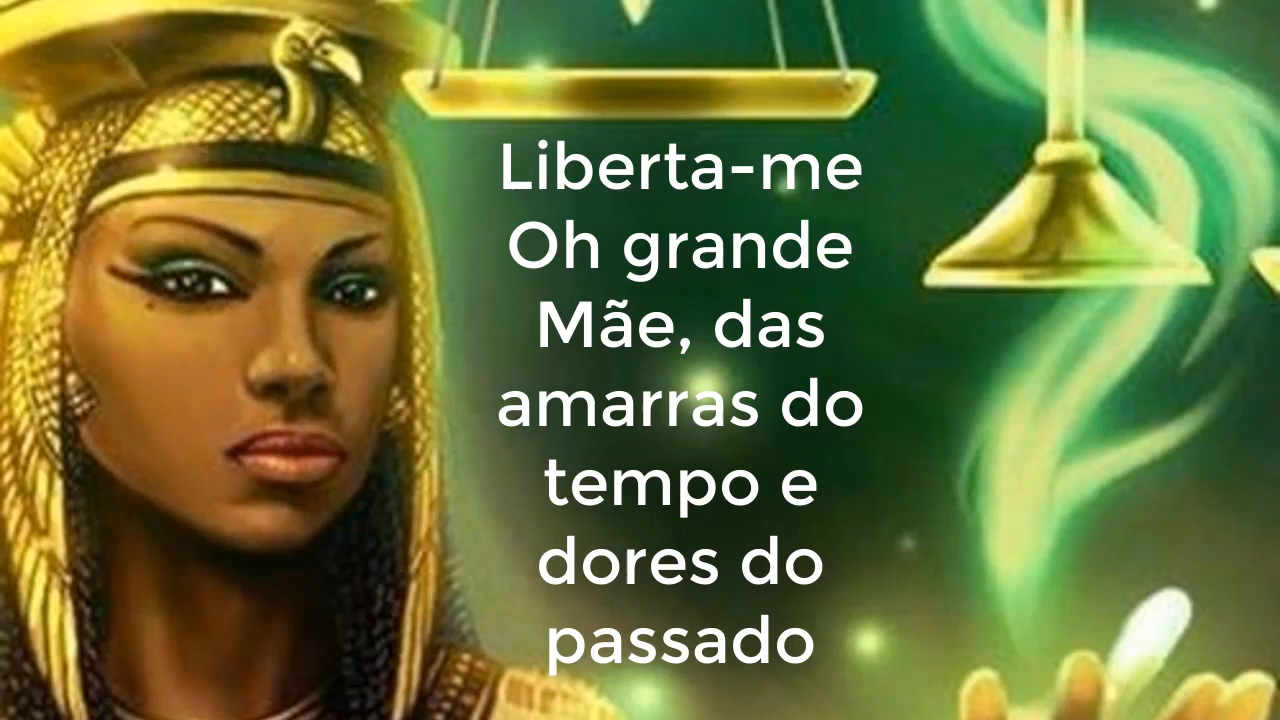 Liberta-me
Oh grande
Mãe, das
amarras do
tempo e
dores do
passado